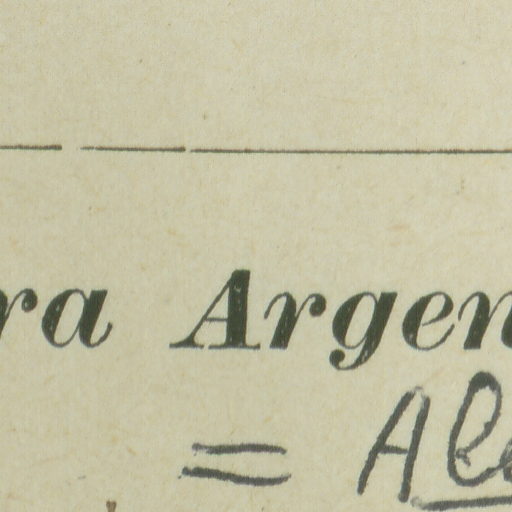 ra Argen
= Al